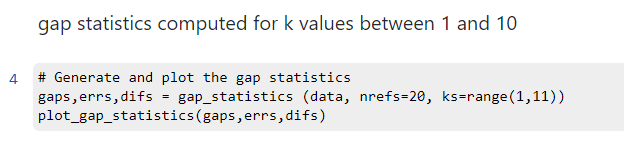 gap statistics computed for k values between 1 and 10
4 # Generate and plot the gap statistics
gaps,errs,difs = gap_statistics (data, nrefs=20, ks=range(1,11))
plot_gap_statistics(gaps,errs,difs)